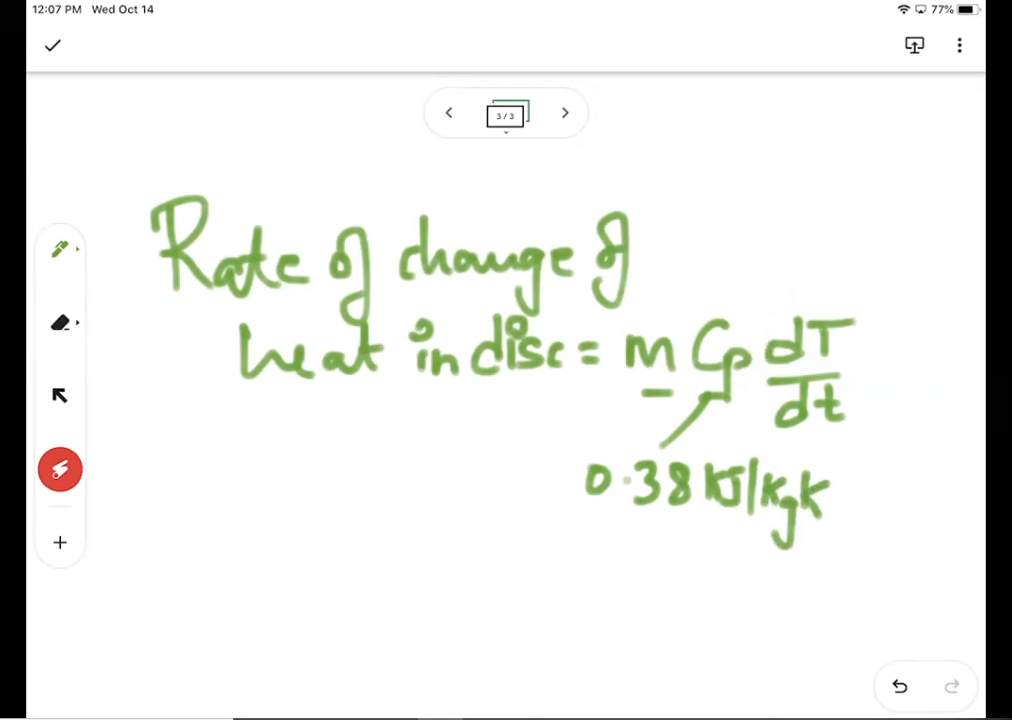 12:07 PM Wed Oct 14
77%
3 / 3
Rate of change of
heat in disc = m Cp dT
dt
0.38 kJ/kgK